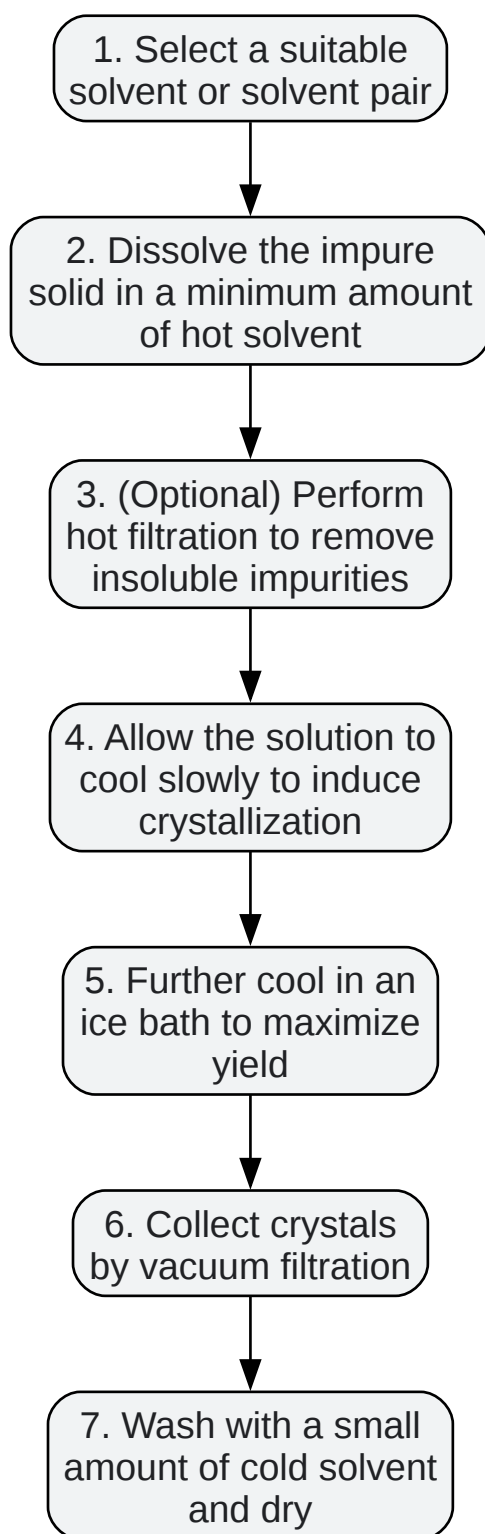 1. Select a suitable
solvent or solvent pair
2. Dissolve the impure
solid in a minimum amount
of hot solvent
3. (Optional) Perform
hot filtration to remove
insoluble impurities
4. Allow the solution to
cool slowly to induce
crystallization
5. Further cool in an
ice bath to maximize
yield
6. Collect crystals
by vacuum filtration
7. Wash with a small
amount of cold solvent
and dry